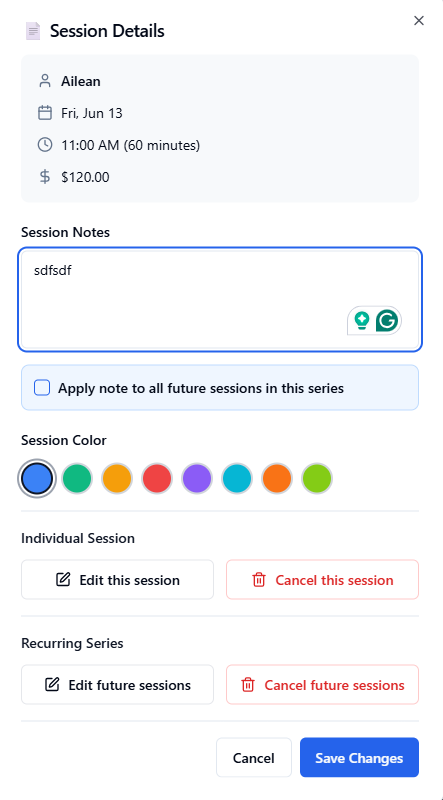 Session Details
Ailean
Fri, Jun 13
11:00 AM (60 minutes)
$120.00
Session Notes
sdfsdf
Apply note to all future sessions in this series
Session Color
Individual Session
Edit this session
Cancel this session
Recurring Series
Edit future sessions
Cancel future sessions
Cancel
Save Changes